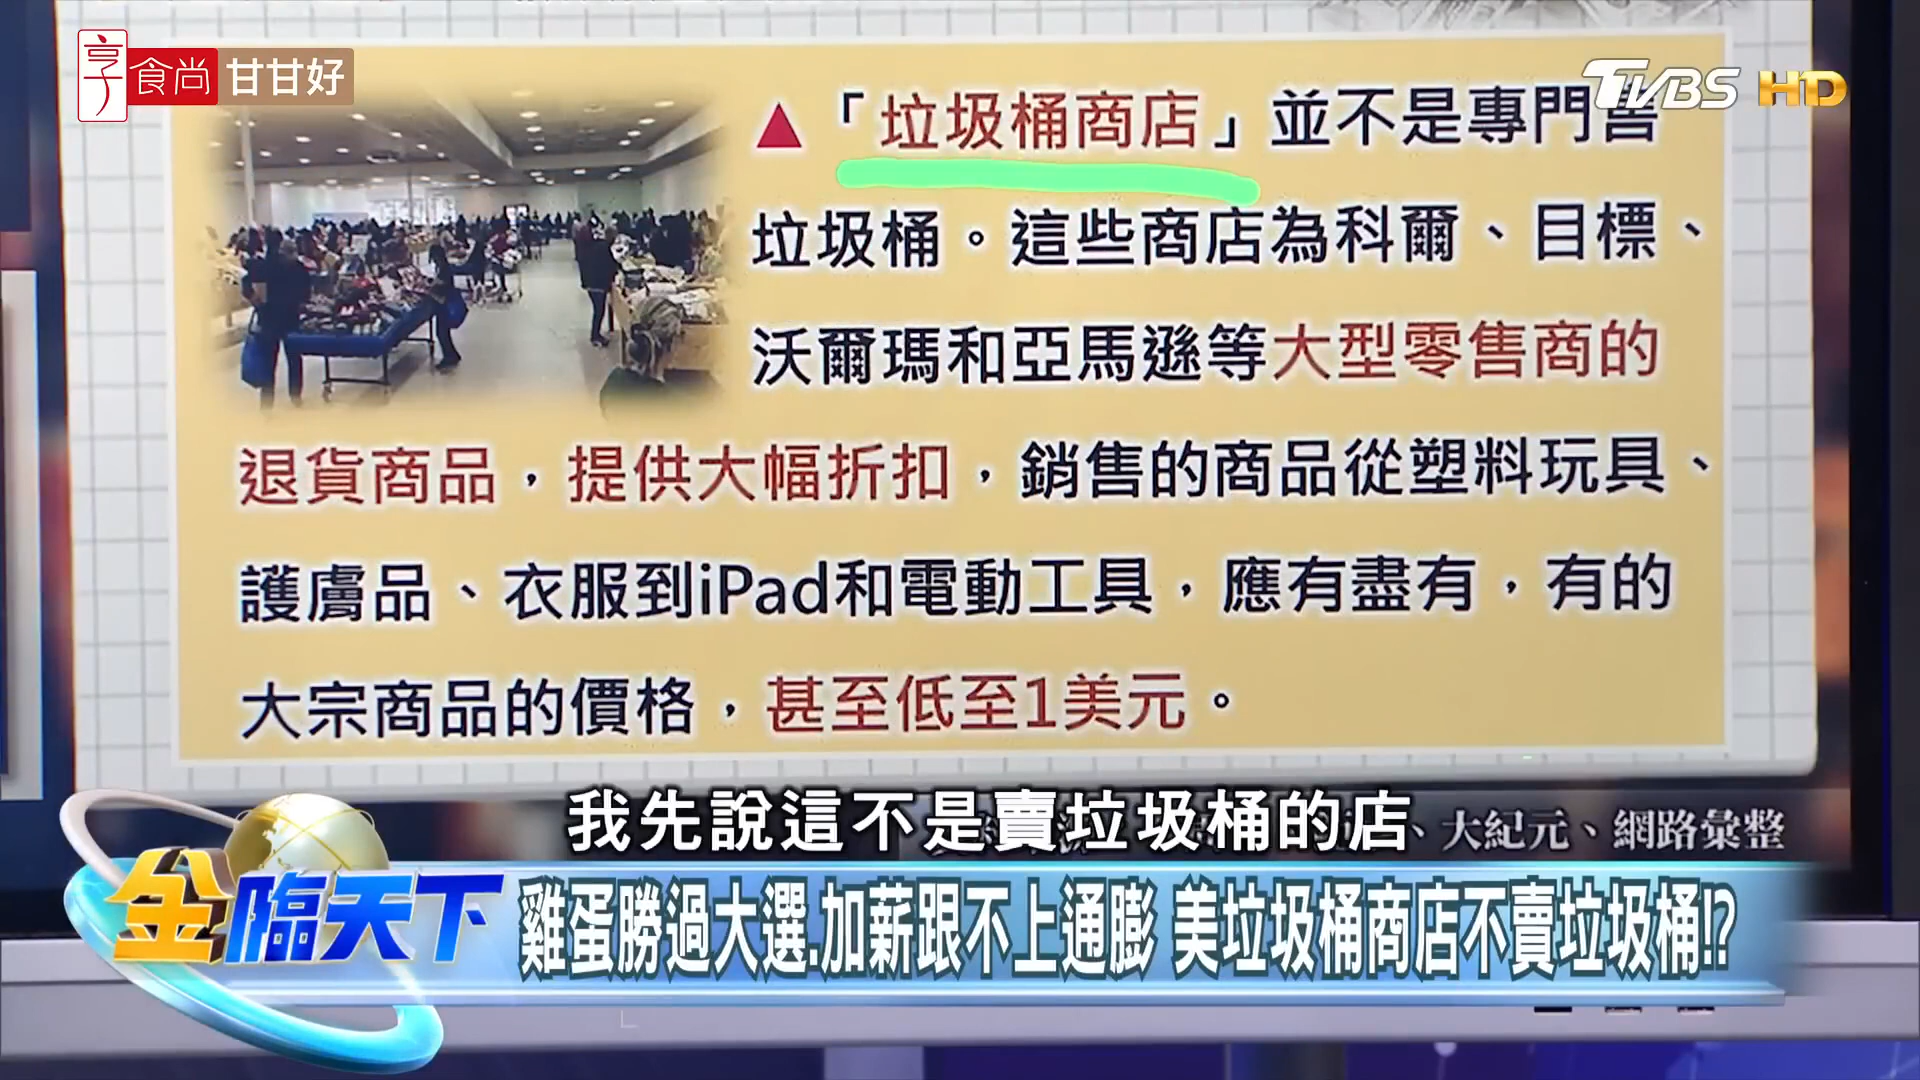 享食尚 甘甘好
TVBS HD
▲「垃圾桶商店」並不是專門售
垃圾桶。這些商店為科爾、目標、
沃爾瑪和亞馬遜等大型零售商的
退貨商品，提供大幅折扣，銷售的商品從塑料玩具、
護膚品、衣服到iPad和電動工具，應有盡有，有的
大宗商品的價格，甚至低至1美元。
我先說這不是賣垃圾桶的店
、大紀元、網路彙整
金臨天下
雞蛋勝過大選.加薪跟不上通膨 美垃圾桶商店不賣垃圾桶!?